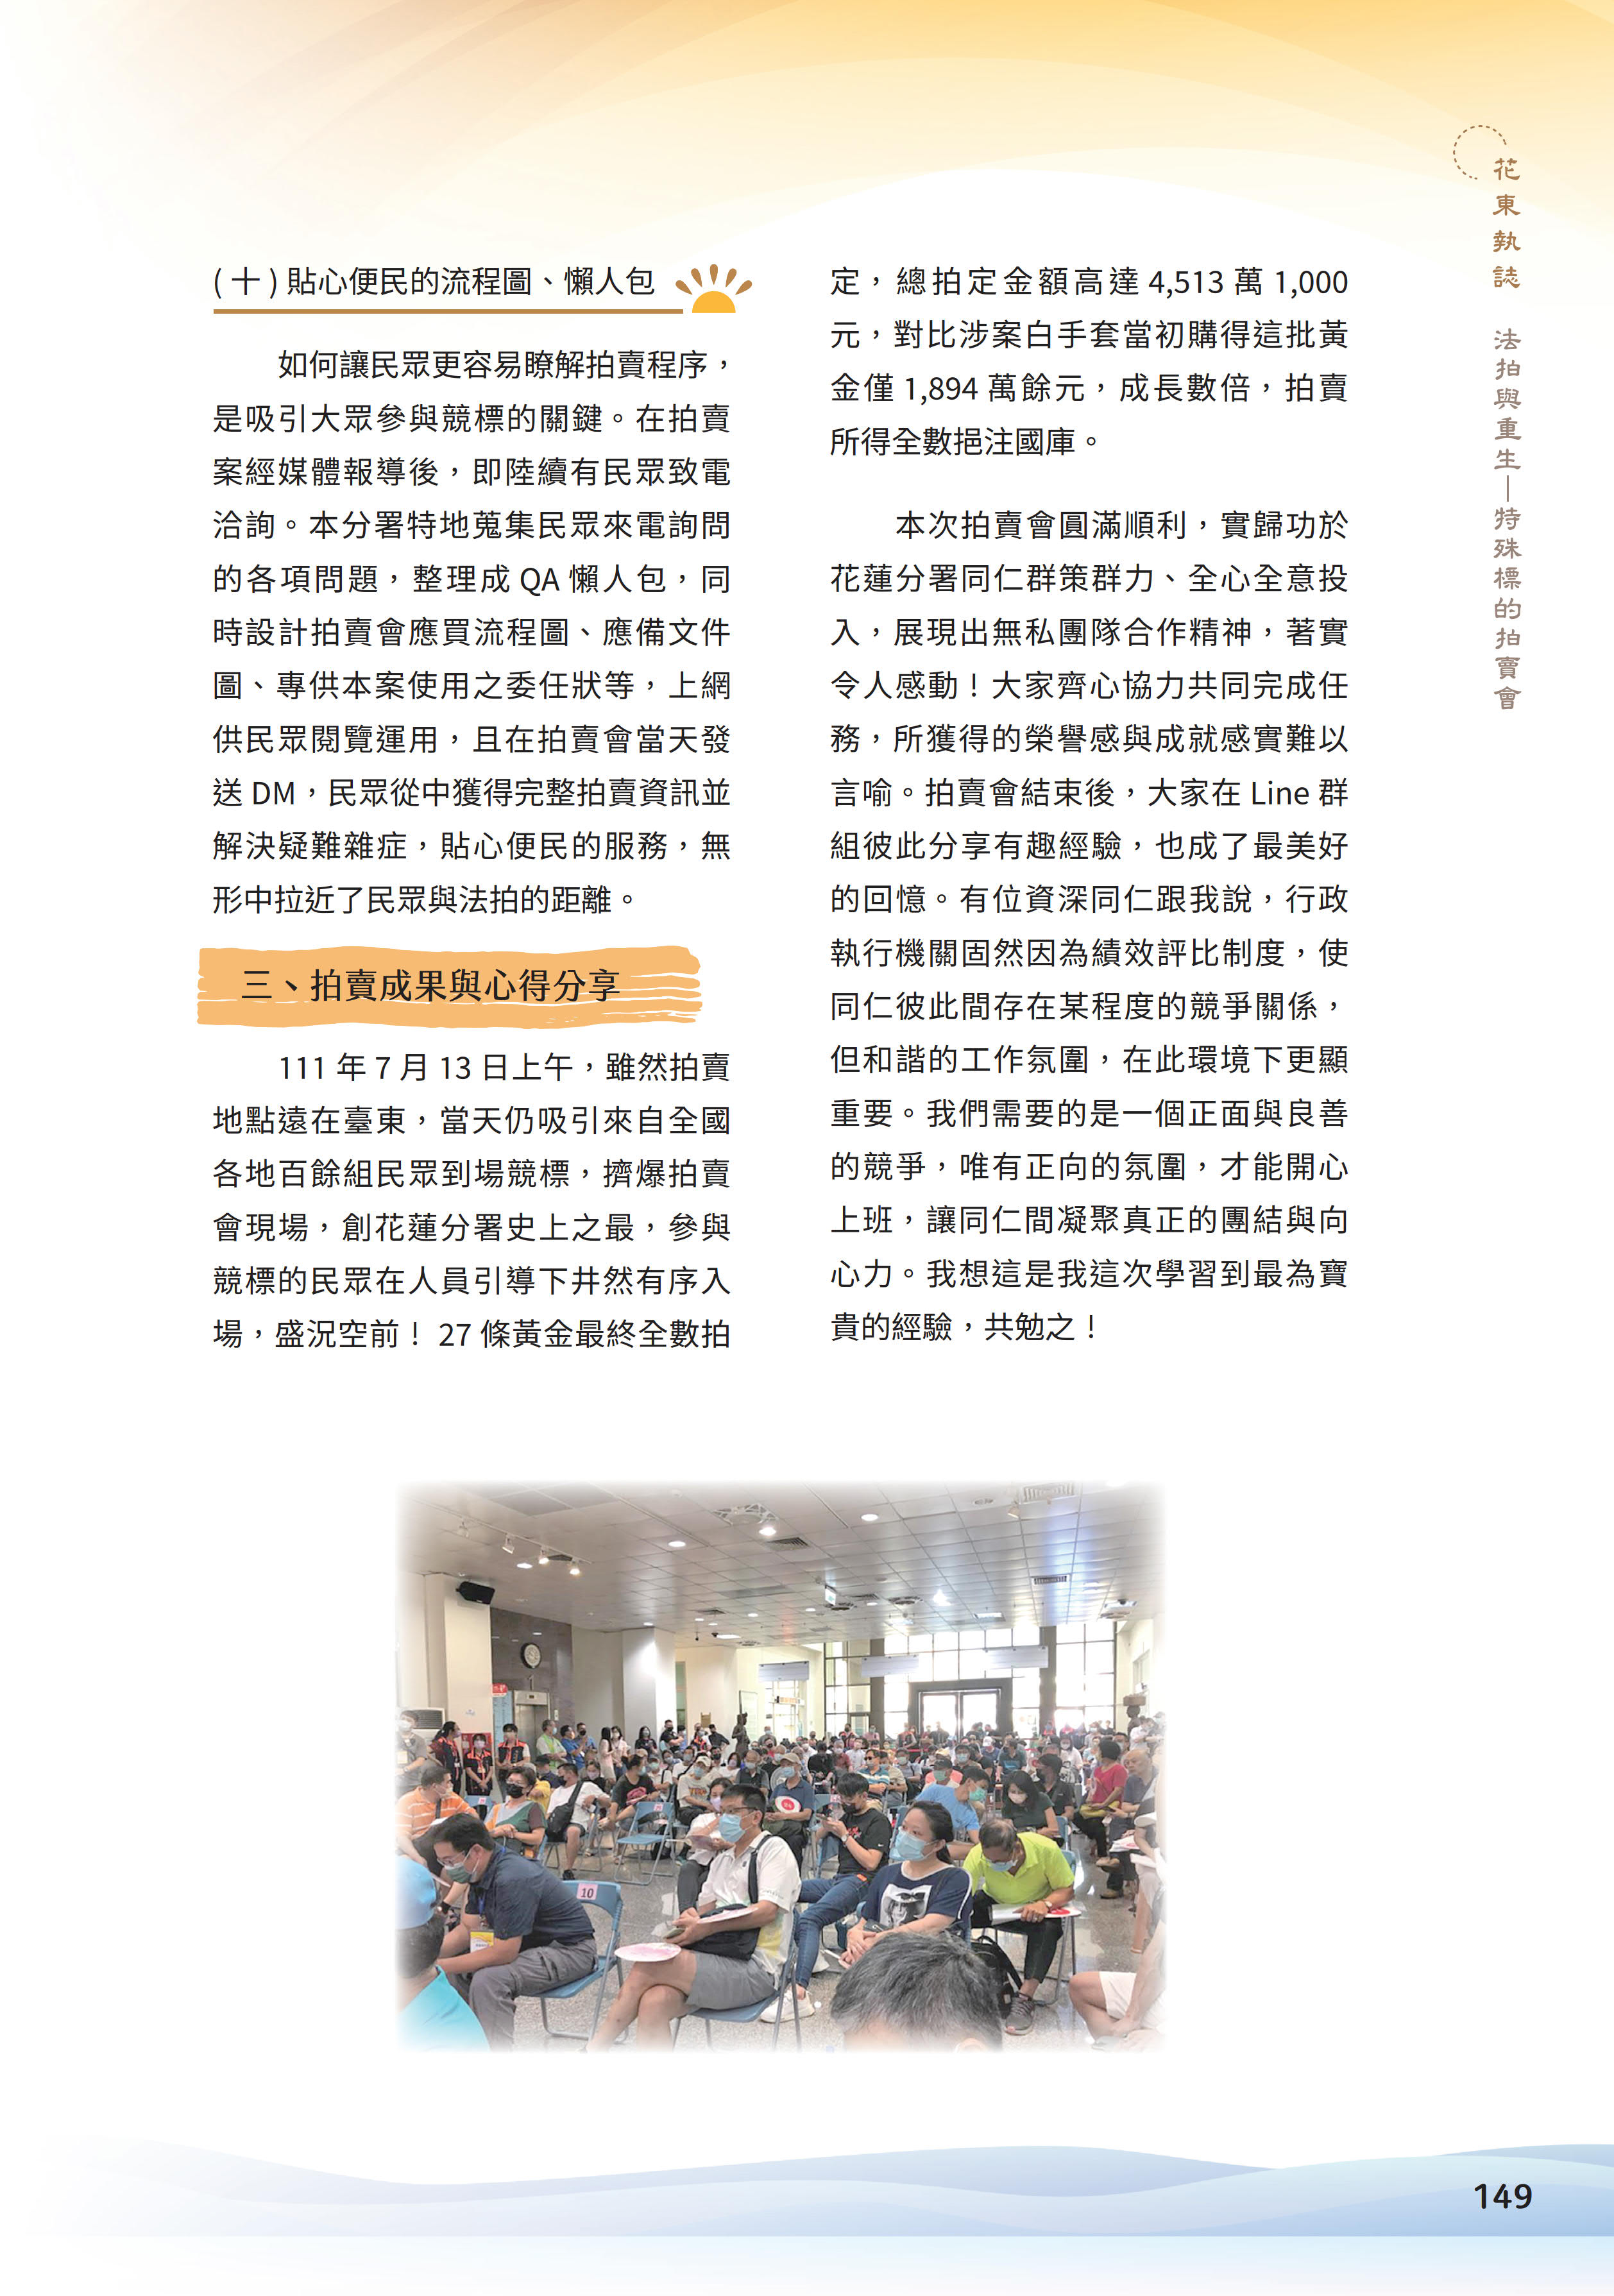 (十)貼心便民的流程圖、懶人包
如何讓民眾更容易瞭解拍賣程序，
是吸引大眾參與競標的關鍵。在拍賣
案經媒體報導後，即陸續有民眾致電
洽詢。本分署特地蒐集民眾來電詢問
的各項問題，整理成 QA 懶人包，同
時設計拍賣會應買流程圖、應備文件
圖、專供本案使用之委任狀等，上網
供民眾閱覽運用，且在拍賣會當天發
送 DM，民眾從中獲得完整拍賣資訊並
解決疑難雜症，貼心便民的服務，無
形中拉近了民眾與法拍的距離。
三、拍賣成果與心得分享
111 年 7 月 13 日上午，雖然拍賣
地點遠在臺東，當天仍吸引來自全國
各地百餘組民眾到場競標，擠爆拍賣
會現場，創花蓮分署史上之最，參與
競標的民眾在人員引導下井然有序入
場，盛況空前！ 27 條黃金最終全數拍
定，總拍定金額高達 4,513 萬 1,000
元，對比涉案白手套當初購得這批黃
金僅 1,894 萬餘元，成長數倍，拍賣
所得全數挹注國庫。
本次拍賣會圓滿順利，實歸功於
花蓮分署同仁群策群力、全心全意投
入，展現出無私團隊合作精神，著實
令人感動！大家齊心協力共同完成任
務，所獲得的榮譽感與成就感實難以
言喻。拍賣會結束後，大家在 Line 群
組彼此分享有趣經驗，也成了最美好
的回憶。有位資深同仁跟我說，行政
執行機關固然因為績效評比制度，使
同仁彼此間存在某程度的競爭關係，
但和諧的工作氛圍，在此環境下更顯
重要。我們需要的是一個正面與良善
的競爭，唯有正向的氛圍，才能開心
上班，讓同仁間凝聚真正的團結與向
心力。我想這是我這次學習到最為寶
貴的經驗，共勉之！
花東執誌
法拍與重生—特殊標的拍賣會
10
149